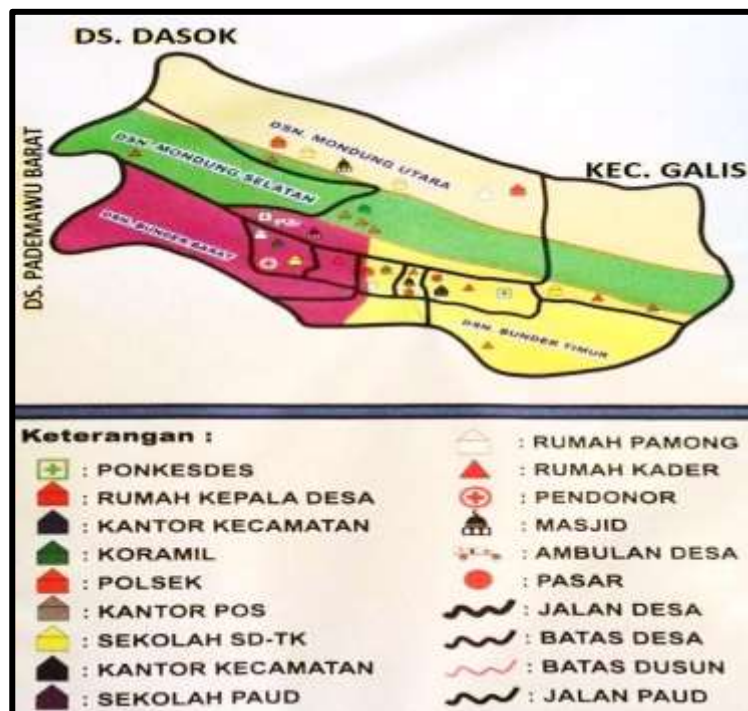 DS. DASOK
DS. PADEMAWU BARAT
DSN. MONDUNG UTARA
KEC. GALIS
DSN. MONDUNG SELATAN
DSN. BUNDER BARAT
DSN. BUNDER TIMUR
Keterangan :
: PONKESDES
: RUMAH KEPALA DESA
: KANTOR KECAMATAN
: KORAMIL
: POLSEK
: KANTOR POS
: SEKOLAH SD-TK
: KANTOR KECAMATAN
: SEKOLAH PAUD
: RUMAH PAMONG
: RUMAH KADER
: PENDONOR
: MASJID
: AMBULAN DESA
: PASAR
: JALAN DESA
: BATAS DESA
: BATAS DUSUN
: JALAN PAUD